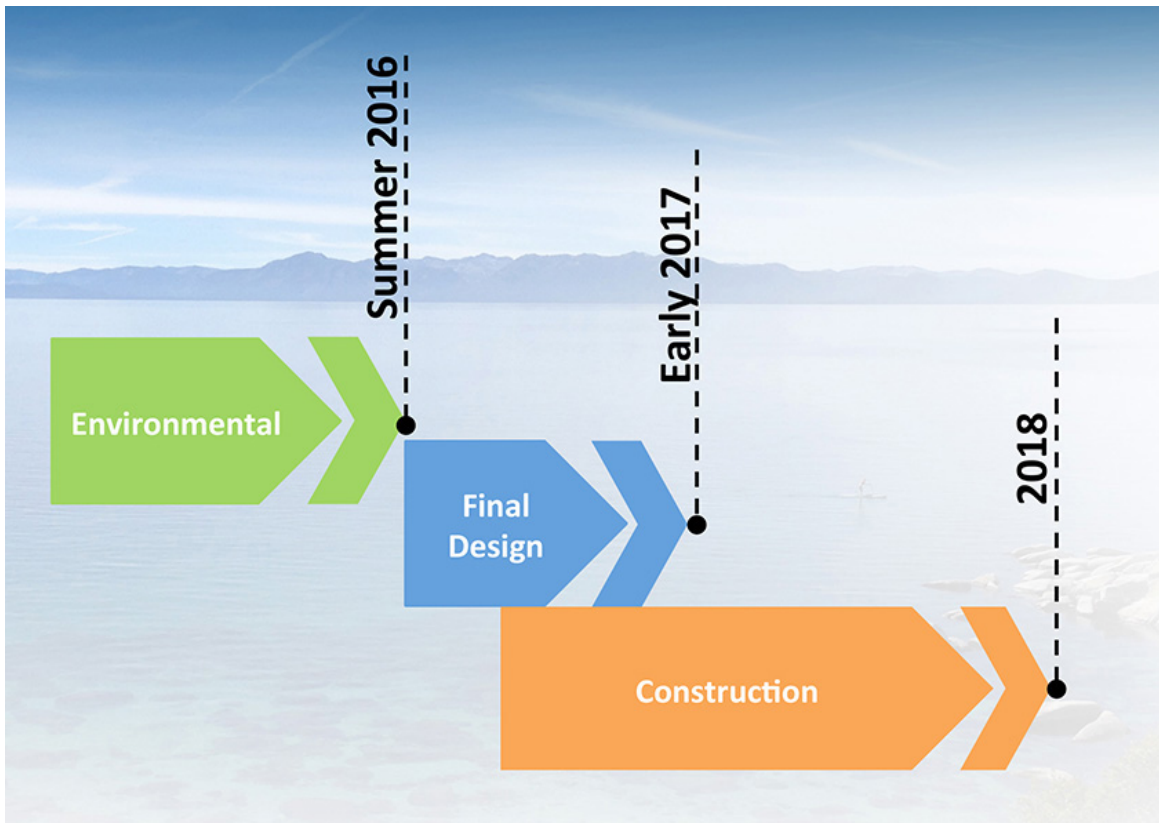 Summer 2016
Early 2017
2018
Environmental
Final
Design
Construction